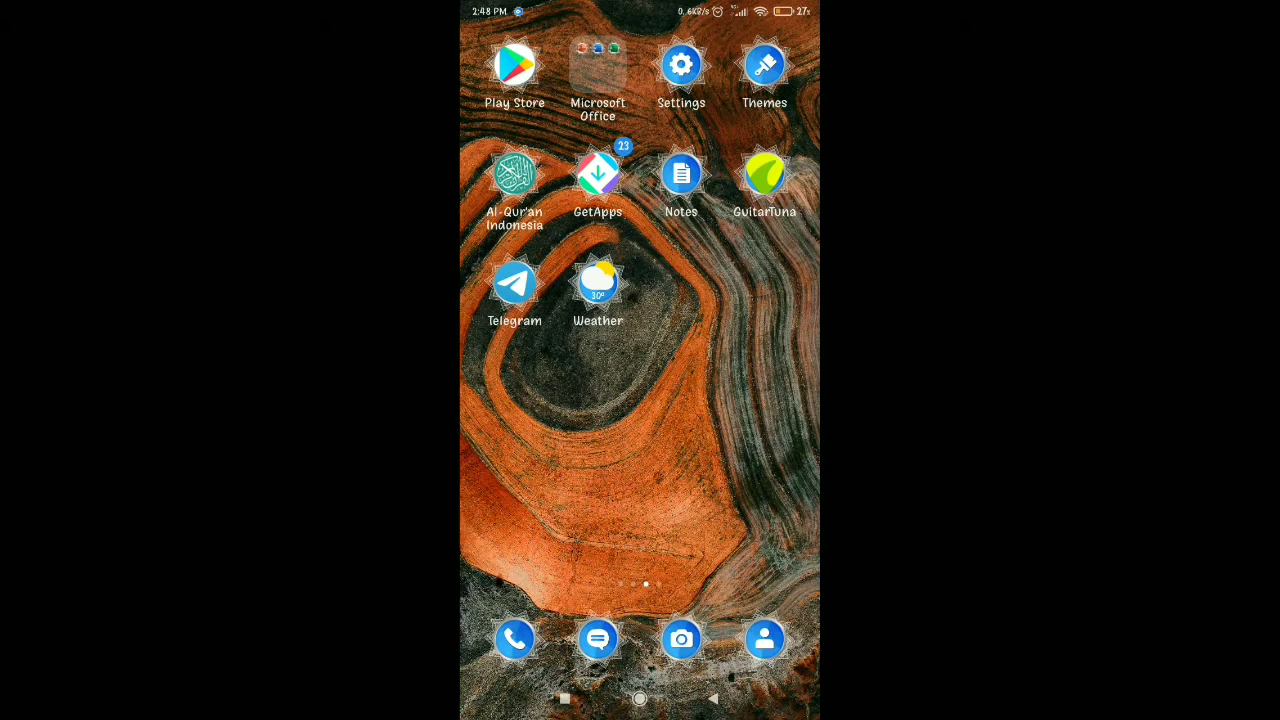 2:48 PM
0.6KB/s
27%
Play Store
Microsoft Office
Settings
Themes
23
Al-Qur'an Indonesia
GetApps
Notes
GuitarTuna
30°
Telegram
Weather